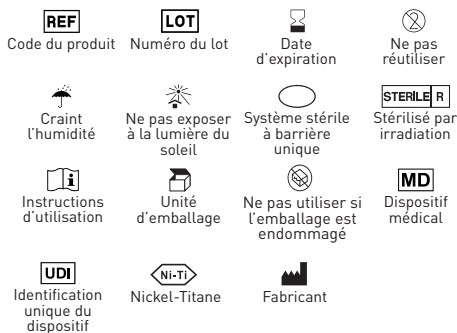 REF
LOT
Code du produit
Numéro du lot
Date
d'expiration
Ne pas
réutiliser
2
Craint
l'humidité
Ne pas exposer
à la lumière du
soleil
Système stérile
à barrière
unique
STERILE R
Stérilisé par
irradiation
i
Instructions
d'utilisation
Unité
d'emballage
Ne pas utiliser si
l'emballage est
endommagé
MD
Dispositif
médical
UDI
Identification
unique du
dispositif
Ni-Ti
Nickel-Titane
Fabricant